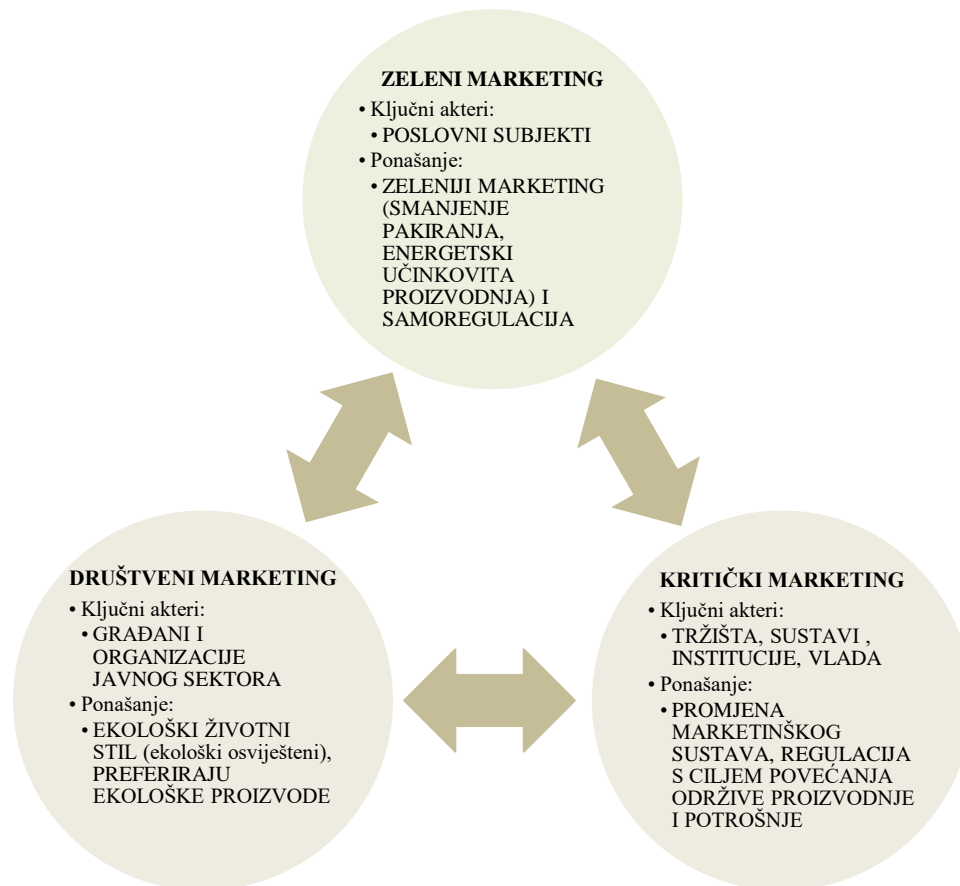 ZELENI MARKETING
• Ključni akteri:
• POSLOVNI SUBJEKTI
• Ponašanje:
• ZELENIJI MARKETING
(SMANJENJE
PAKIRANJA,
ENERGETSKI
UČINKOVITA
PROIZVODNJA) I
SAMOREGULACIJA
DRUŠTVENI MARKETING
• Ključni akteri:
• GRAĐANI I
ORGANIZACIJE
JAVNOG SEKTORA
• Ponašanje:
• EKOLOŠKI ŽIVOTNI
STIL (ekološki osviješteni),
PREFERIRAJU
EKOLOŠKE PROIZVODE
KRITIČKI MARKETING
• Ključni akteri:
• TRŽIŠTA, SUSTAVI ,
INSTITUCIJE, VLADA
• Ponašanje:
• PROMJENA
MARKETINŠKOG
SUSTAVA, REGULACIJA
S CILJEM POVEĆANJA
ODRŽIVE PROIZVODNJE
I POTROŠNJE